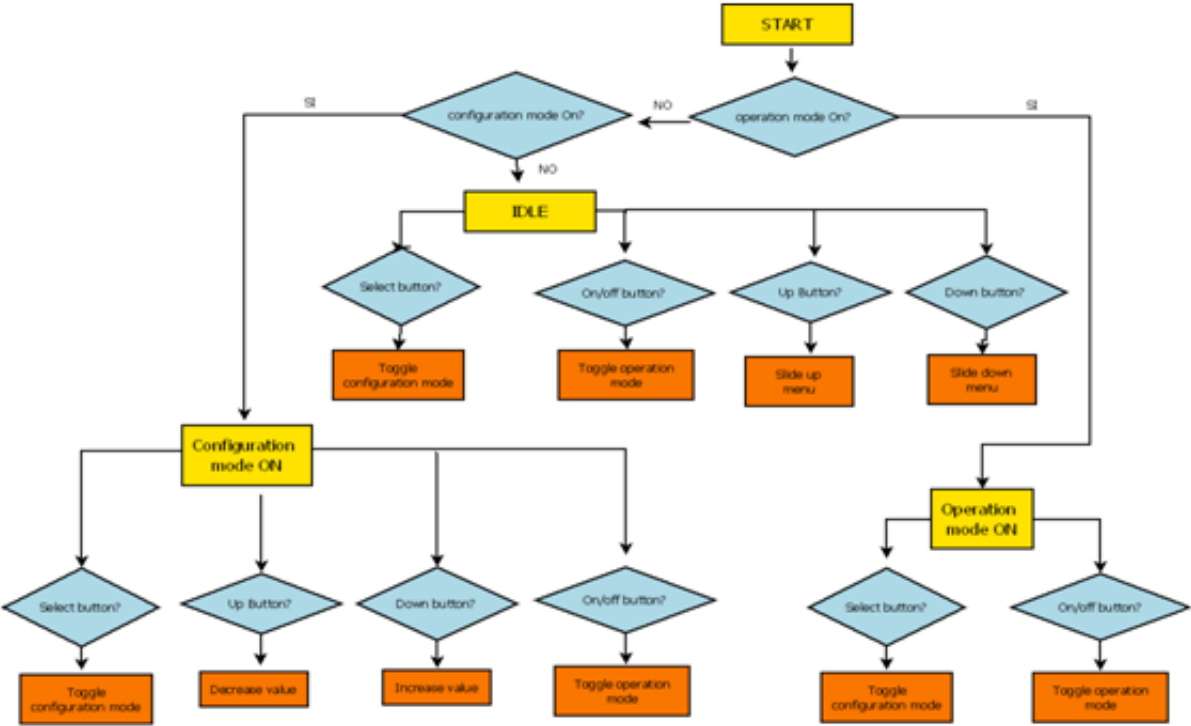 START
SI
configuration mode On?
NO
operation mode On?
SI
NO
IDLE
Select button?
On/off button?
Up Button?
Down button?
Toggle
configuration mode
Toggle operation
mode
Slide up
menu
Slide down
menu
Configuration
mode ON
Operation
mode ON
Select button?
Up Button?
Down button?
On/off button?
Select button?
On/off button?
Toggle
configuration mode
Decrease value
Increase value
Toggle operation
mode
Toggle
configuration mode
Toggle operation
mode